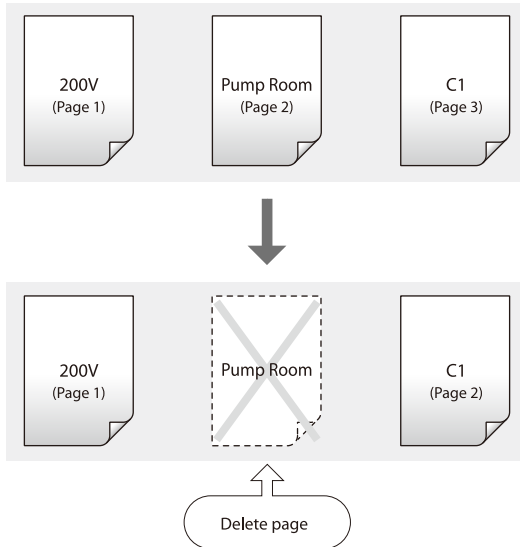 200V
(Page 1)
Pump Room
(Page 2)
C1
(Page 3)
200V
(Page 1)
Pump Room
C1
(Page 2)
Delete page